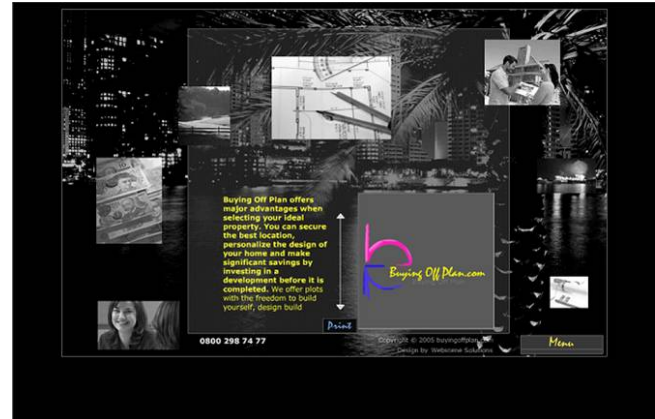 Buying Off Plan offers
major advantages when
selecting your ideal
property. You can secure
the best location,
personalize the design of
your home and make
significant savings by
investing in a
development before it is
completed. We offer plots
with the freedom to build
yourself, design build
Buying Off Plan.com
Print
0800 298 74 77
Copyright © 2005 buyingoffplan.com
Design by Webscene Solutions
Menu